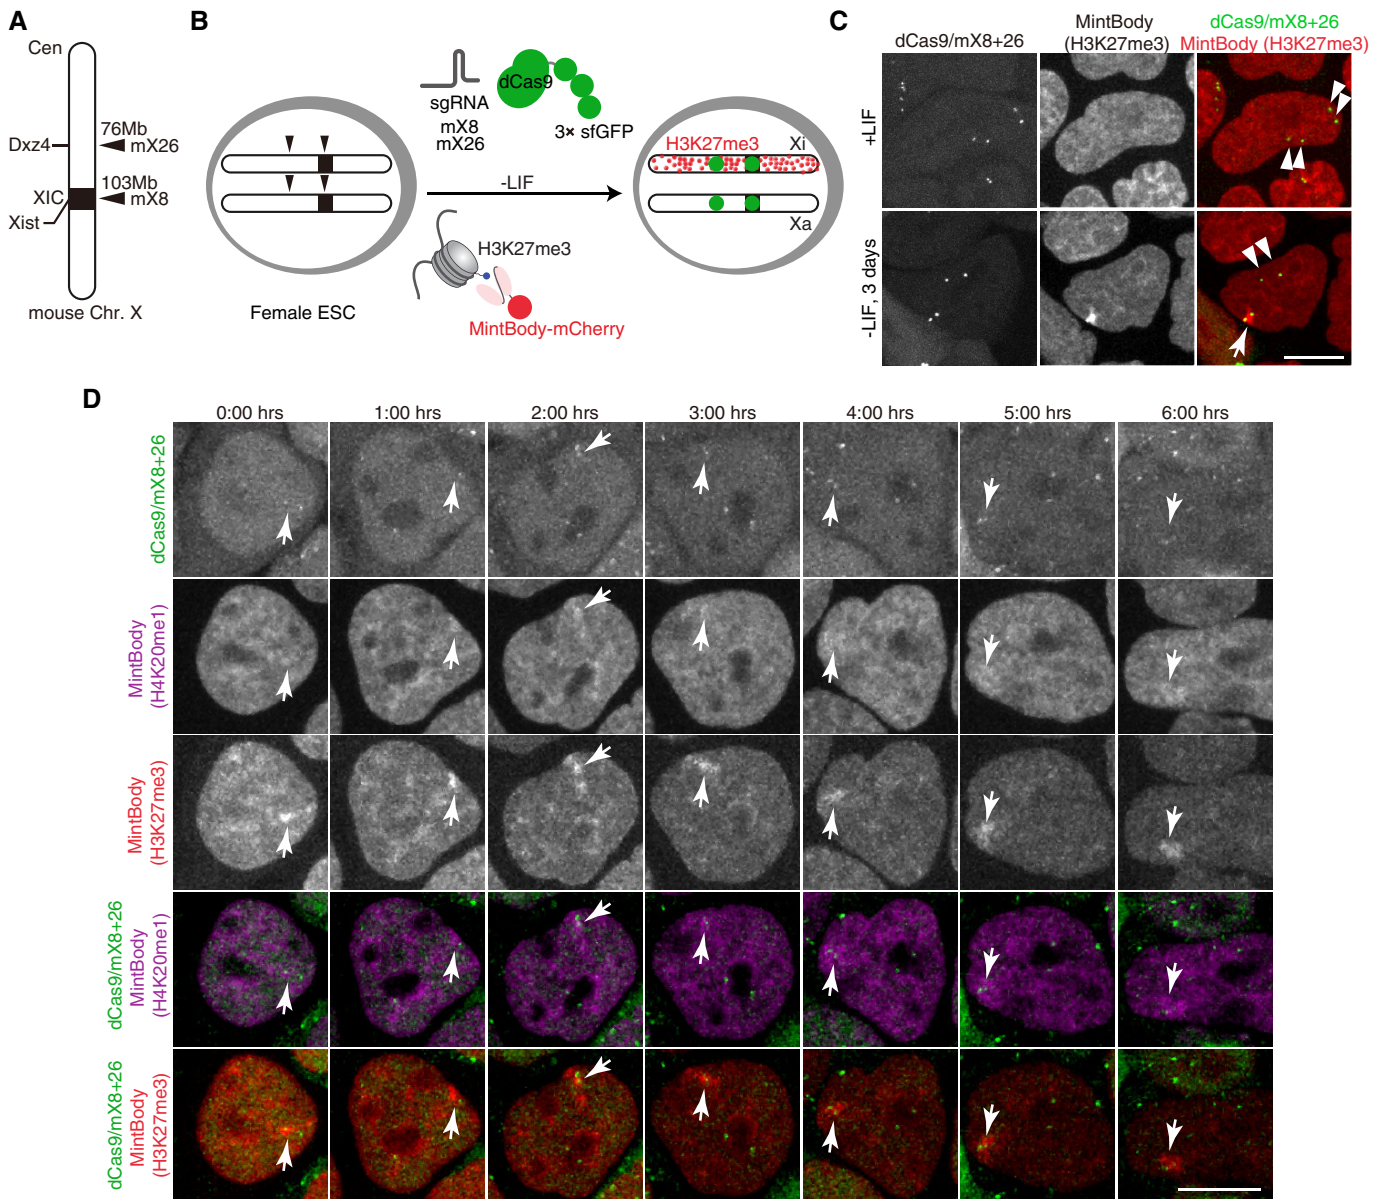 A
Cen
Dxz4
76Mb
mX26
XIC
103Mb
mX8
Xist
mouse Chr. X
B
sgRNA
mX8
mX26
dCas9
3× sfGFP
-LIF
H3K27me3
MintBody-mCherry
Female ESC
H3K27me3
Xi
Xa
C
dCas9/mX8+26
MintBody
(H3K27me3)
dCas9/mX8+26
MintBody (H3K27me3)
+LIF
-LIF, 3 days
D
0:00 hrs
1:00 hrs
2:00 hrs
3:00 hrs
4:00 hrs
5:00 hrs
6:00 hrs
dCas9/mX8+26
MintBody
(H4K20me1)
MintBody
(H3K27me3)
dCas9/mX8+26
MintBody
(H4K20me1)
dCas9/mX8+26
MintBody
(H3K27me3)